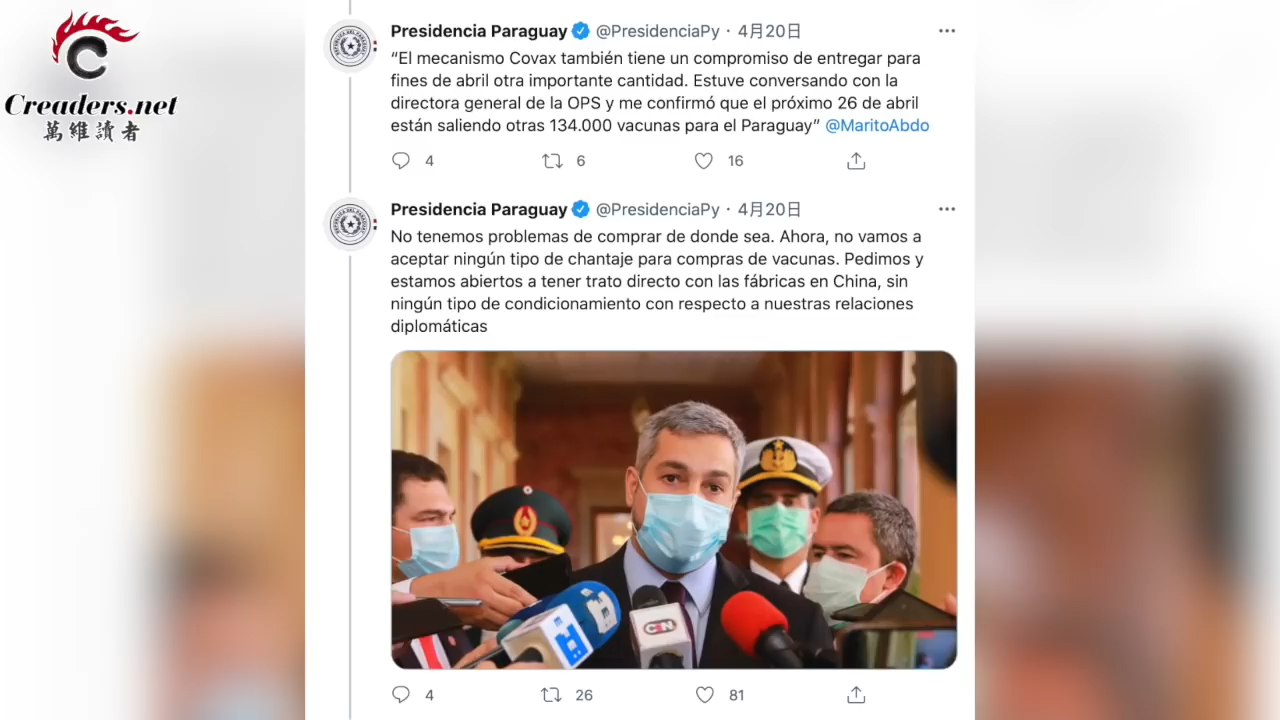 Creaders.net
萬維讀者
Presidencia Paraguay @PresidenciaPy · 4月20日
“El mecanismo Covax también tiene un compromiso de entregar para
fines de abril otra importante cantidad. Estuve conversando con la
directora general de la OPS y me confirmó que el próximo 26 de abril
están saliendo otras 134.000 vacunas para el Paraguay” @MaritoAbdo
4 6 16
Presidencia Paraguay @PresidenciaPy · 4月20日
No tenemos problemas de comprar de donde sea. Ahora, no vamos a
aceptar ningún tipo de chantaje para compras de vacunas. Pedimos y
estamos abiertos a tener trato directo con las fábricas en China, sin
ningún tipo de condicionamiento con respecto a nuestras relaciones
diplomáticas
4 26 81